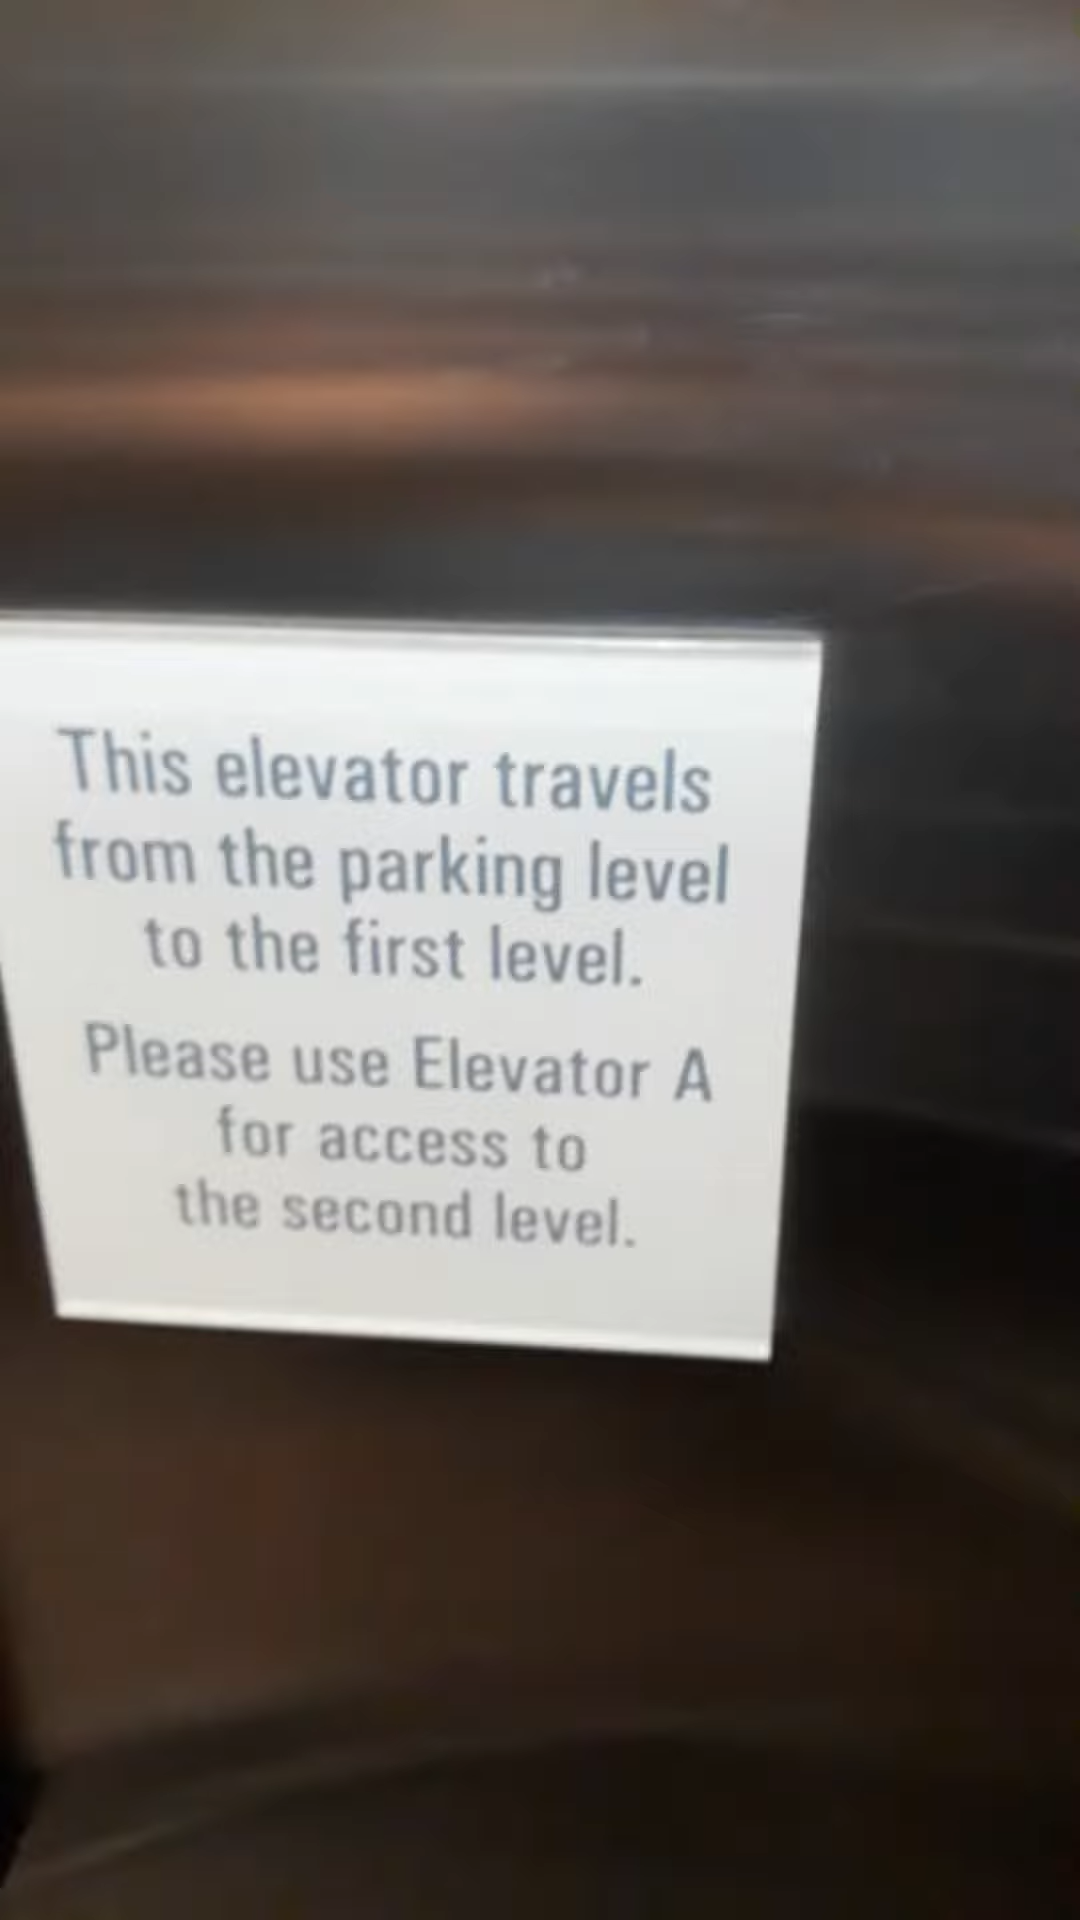 This elevator travels
from the parking level
to the first level.
Please use Elevator A
for access to
the second level.